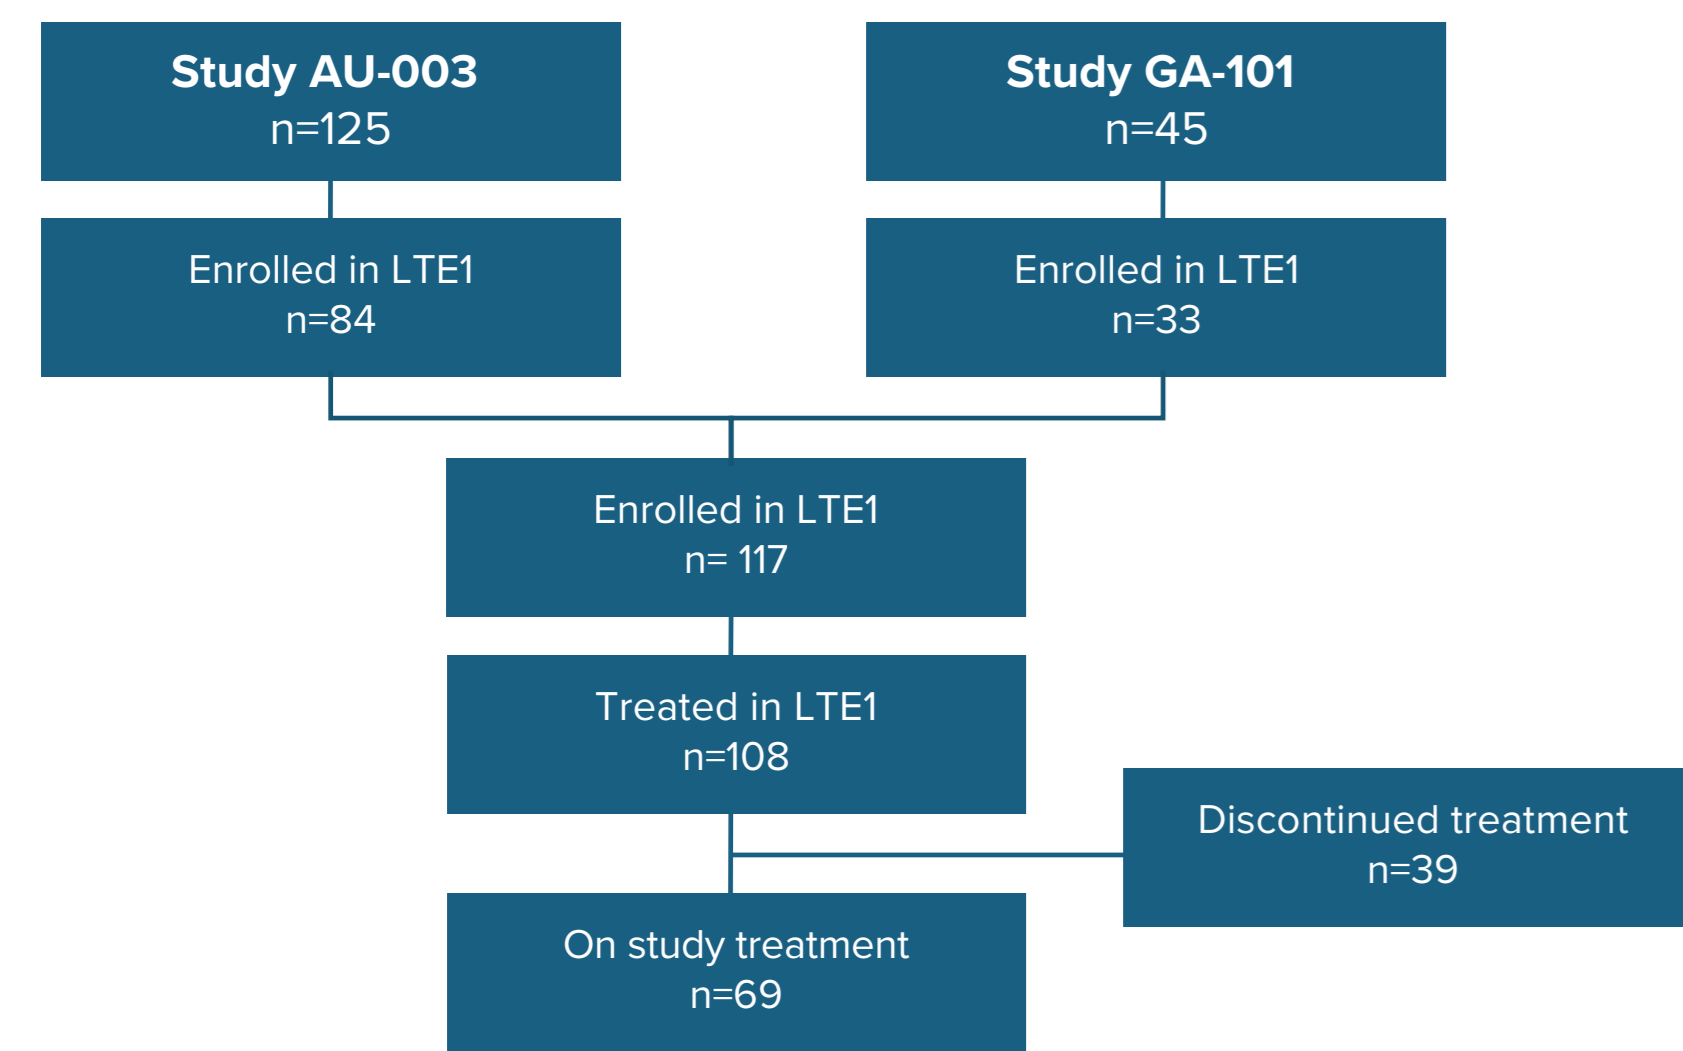 Study AU-003
n=125
Study GA-101
n=45
Enrolled in LTE1
n=84
Enrolled in LTE1
n=33
Enrolled in LTE1
n= 117
Treated in LTE1
n=108
Discontinued treatment
n=39
On study treatment
n=69